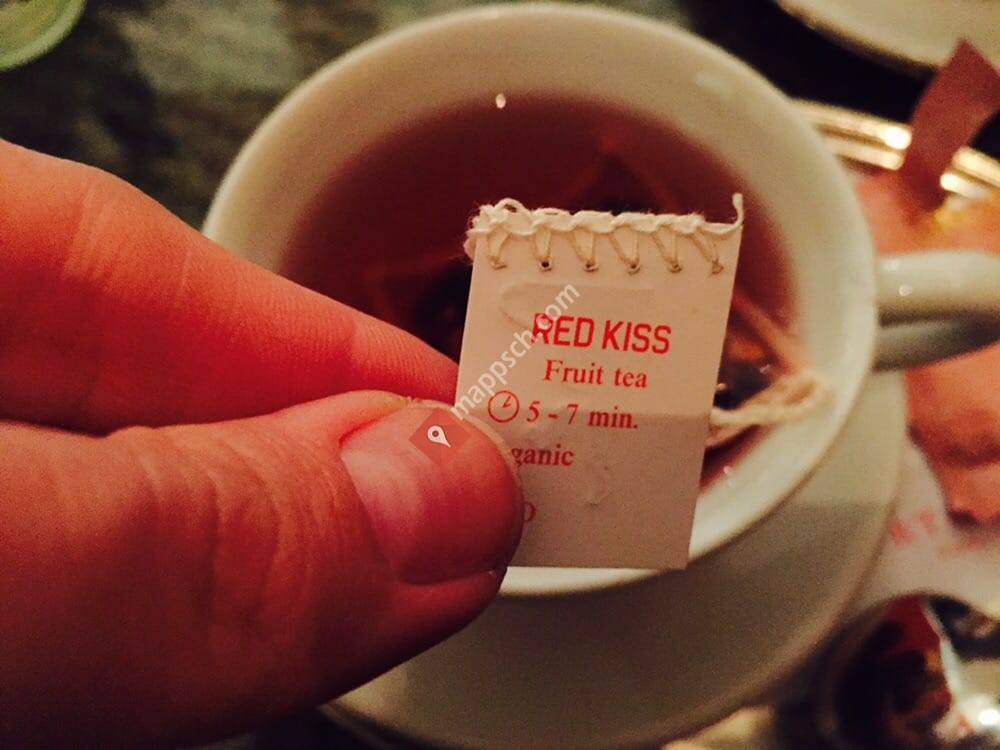 RED KISS
Fruit tea
5 - 7 min.
ganic
mappsch.com